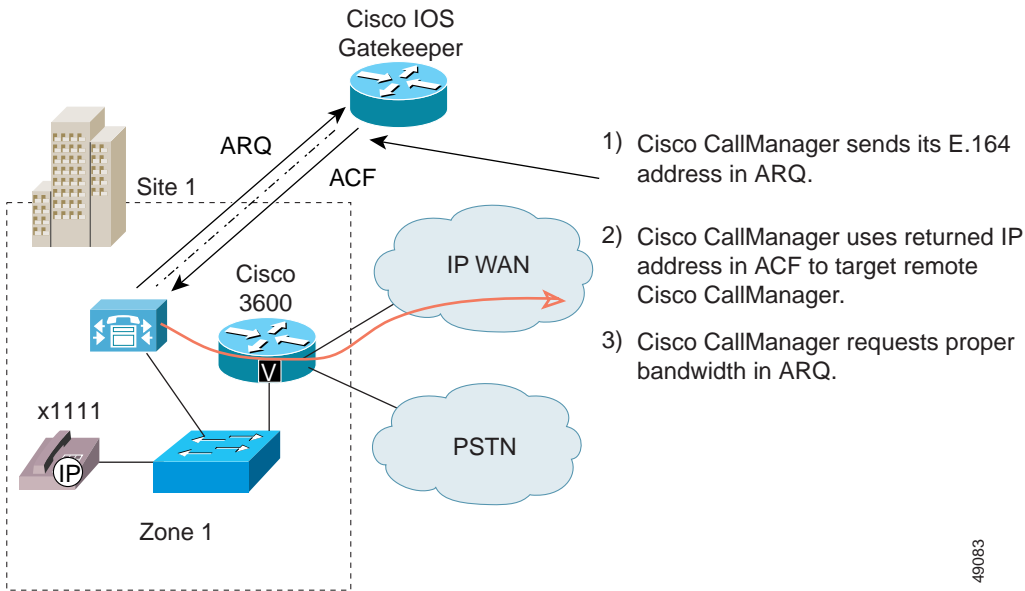 Cisco IOS
Gatekeeper
ARQ
ACF
Site 1
1) Cisco CallManager sends its E.164
address in ARQ.
2) Cisco CallManager uses returned IP
address in ACF to target remote
Cisco CallManager.
3) Cisco CallManager requests proper
bandwidth in ARQ.
Cisco
3600
IP WAN
V
x1111
IP
PSTN
Zone 1
49083